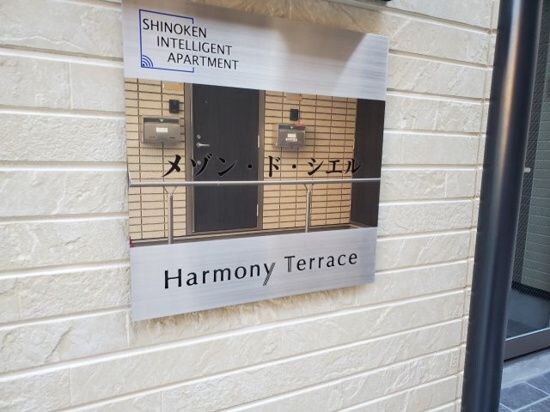 SHINOKEN
INTELLIGENT
APARTMENT
メゾン・ド・シエル
Harmony Terrace